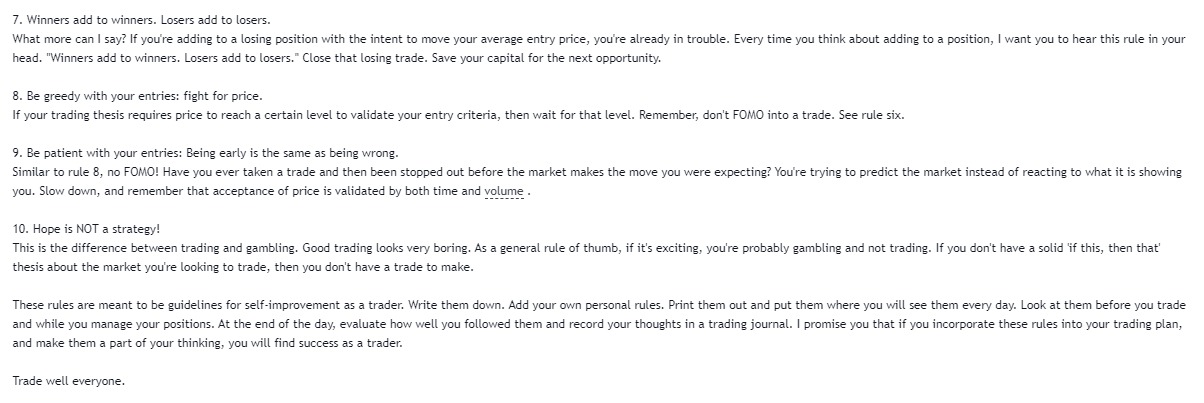 7. Winners add to winners. Losers add to losers.
What more can I say? If you're adding to a losing position with the intent to move your average entry price, you're already in trouble. Every time you think about adding to a position, I want you to hear this rule in your
head. "Winners add to winners. Losers add to losers." Close that losing trade. Save your capital for the next opportunity.
8. Be greedy with your entries: fight for price.
If your trading thesis requires price to reach a certain level to validate your entry criteria, then wait for that level. Remember, don't FOMO into a trade. See rule six.
9. Be patient with your entries: Being early is the same as being wrong.
Similar to rule 8, no FOMO! Have you ever taken a trade and then been stopped out before the market makes the move you were expecting? You're trying to predict the market instead of reacting to what it is showing
you. Slow down, and remember that acceptance of price is validated by both time and volume .
10. Hope is NOT a strategy!
This is the difference between trading and gambling. Good trading looks very boring. As a general rule of thumb, if it's exciting, you're probably gambling and not trading. If you don't have a solid 'if this, then that'
thesis about the market you're looking to trade, then you don't have a trade to make.
These rules are meant to be guidelines for self-improvement as a trader. Write them down. Add your own personal rules. Print them out and put them where you will see them every day. Look at them before you trade
and while you manage your positions. At the end of the day, evaluate how well you followed them and record your thoughts in a trading journal. I promise you that if you incorporate these rules into your trading plan,
and make them a part of your thinking, you will find success as a trader.
Trade well everyone.